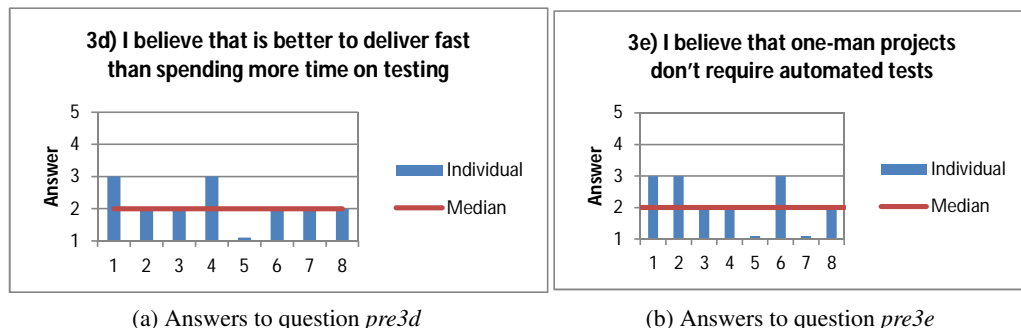 3d) I believe that is better to deliver fast
than spending more time on testing
5
4
3
2
1
Answer
1 2 3 4 5 6 7 8
Individual
Median
(a) Answers to question pre3d
3e) I believe that one-man projects
don't require automated tests
5
4
3
2
1
Answer
1 2 3 4 5 6 7 8
Individual
Median
(b) Answers to question pre3e